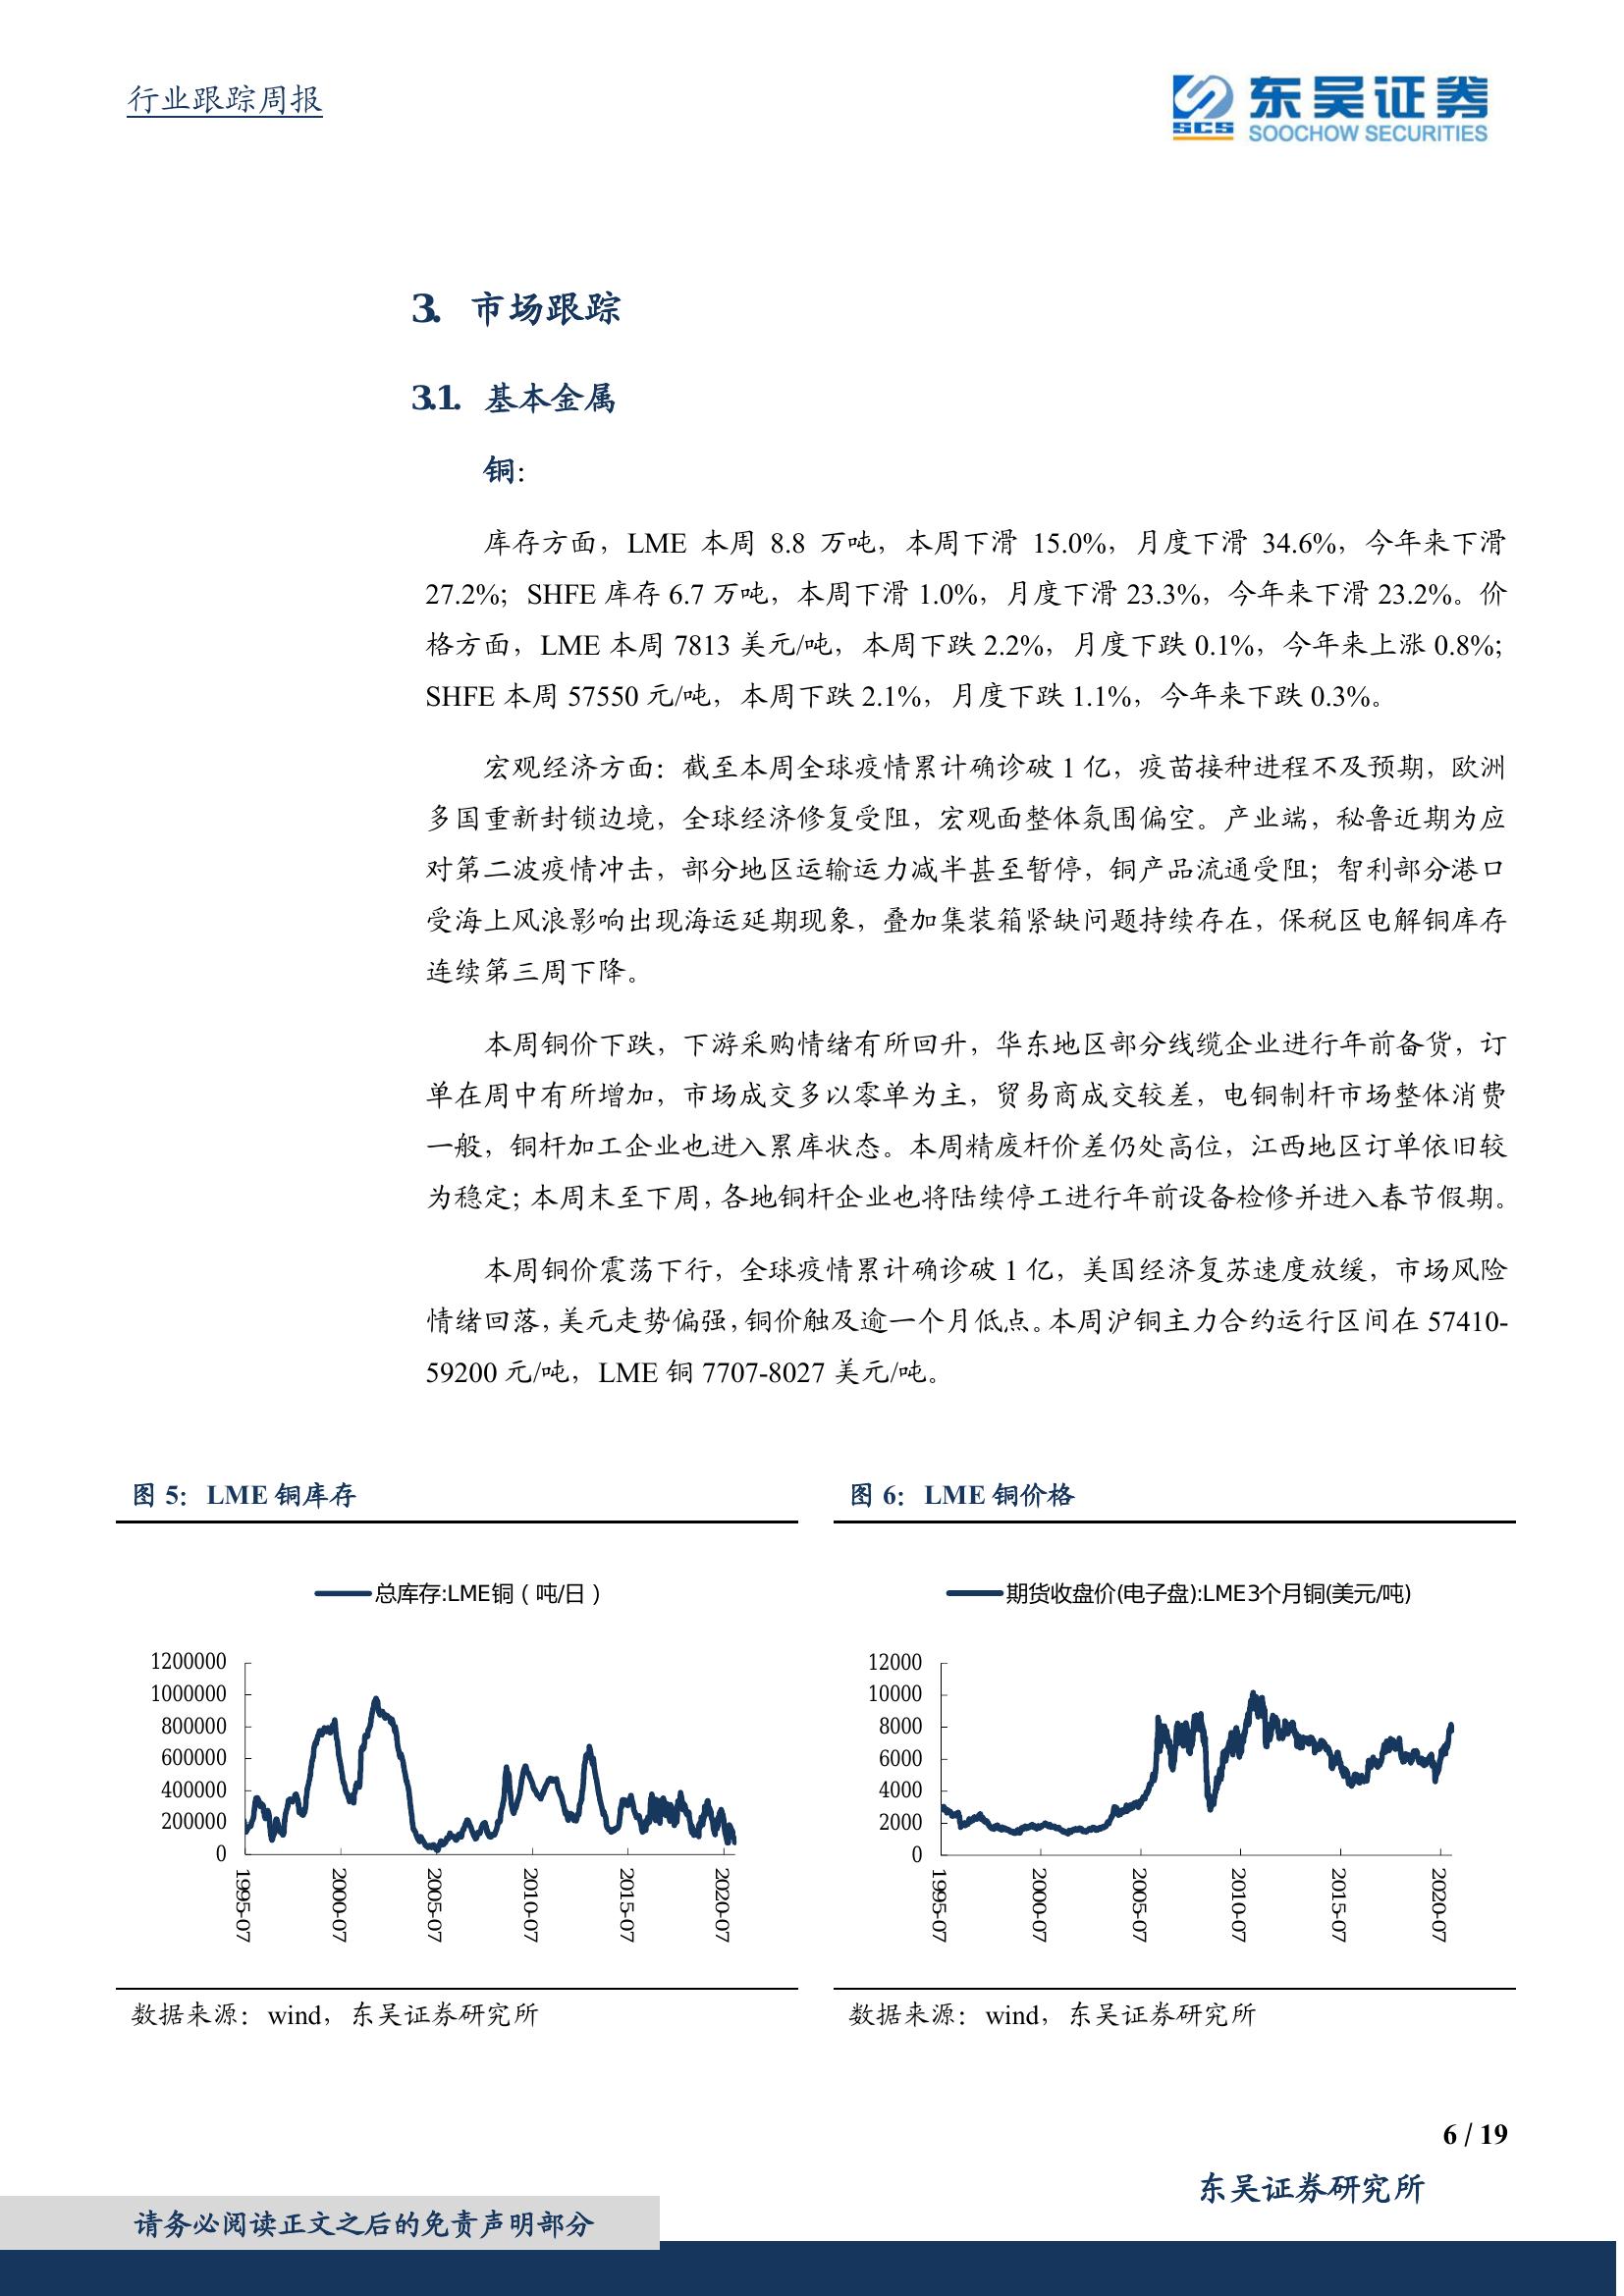 行业跟踪周报
东吴证券
SCS
SOOCHOW SECURITIES
3. 市场跟踪
3.1. 基本金属
铜：
库存方面，LME 本周 8.8 万吨，本周下滑 15.0%，月度下滑 34.6%，今年来下滑
27.2%；SHFE 库存 6.7 万吨，本周下滑 1.0%，月度下滑 23.3%，今年来下滑 23.2%。价
格方面，LME 本周 7813 美元/吨，本周下跌 2.2%，月度下跌 0.1%，今年来上涨 0.8%；
SHFE 本周 57550 元/吨，本周下跌 2.1%，月度下跌 1.1%，今年来下跌 0.3%。
宏观经济方面：截至本周全球疫情累计确诊破 1 亿，疫苗接种进程不及预期，欧洲
多国重新封锁边境，全球经济修复受阻，宏观面整体氛围偏空。产业端，秘鲁近期为应
对第二波疫情冲击，部分地区运输运力减半甚至暂停，铜产品流通受阻；智利部分港口
受海上风浪影响出现海运延期现象，叠加集装箱紧缺问题持续存在，保税区电解铜库存
连续第三周下降。
本周铜价下跌，下游采购情绪有所回升，华东地区部分线缆企业进行年前备货，订
单在周中有所增加，市场成交多以零单为主，贸易商成交较差，电铜制杆市场整体消费
一般，铜杆加工企业也进入累库状态。本周精废杆价差仍处高位，江西地区订单依旧较
为稳定；本周末至下周，各地铜杆企业也将陆续停工进行年前设备检修并进入春节假期。
本周铜价震荡下行，全球疫情累计确诊破 1 亿，美国经济复苏速度放缓，市场风险
情绪回落，美元走势偏强，铜价触及逾一个月低点。本周沪铜主力合约运行区间在 57410-
59200 元/吨，LME 铜 7707-8027 美元/吨。
图 5： LME 铜库存
总库存:LME铜（吨/日）
1200000
1000000
800000
600000
400000
200000
0
1995-07
2000-07
2005-07
2010-07
2015-07
2020-07
数据来源：wind，东吴证券研究所
图 6： LME 铜价格
期货收盘价(电子盘):LME3个月铜(美元/吨)
12000
10000
8000
6000
4000
2000
0
1995-07
2000-07
2005-07
2010-07
2015-07
2020-07
数据来源：wind，东吴证券研究所
6 / 19
东吴证券研究所
请务必阅读正文之后的免责声明部分